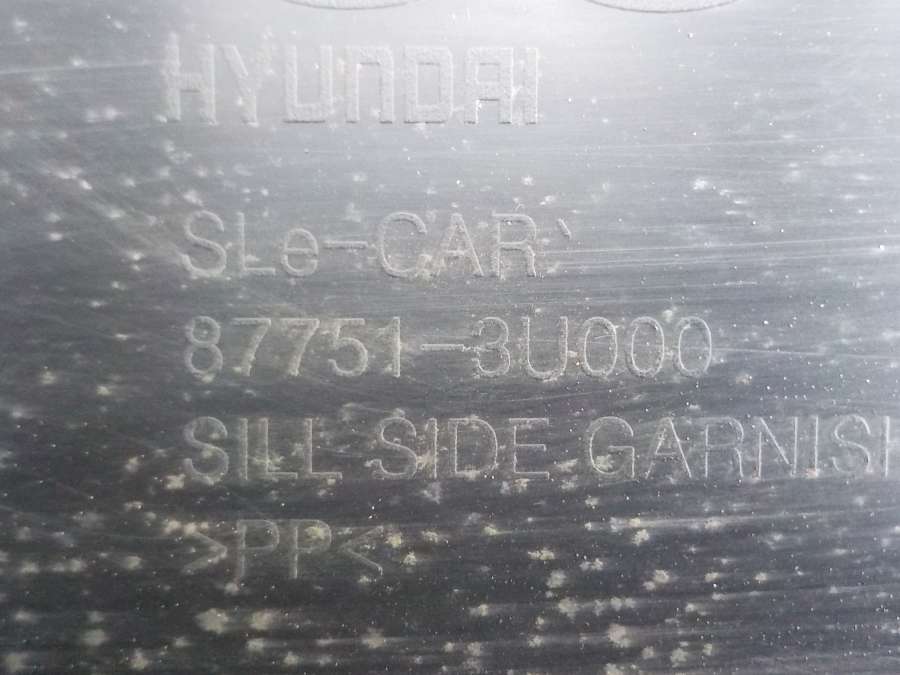 HYUNDAI
SLe-CAR
87751-3U000
SILL SIDE GARNISH
>PP<